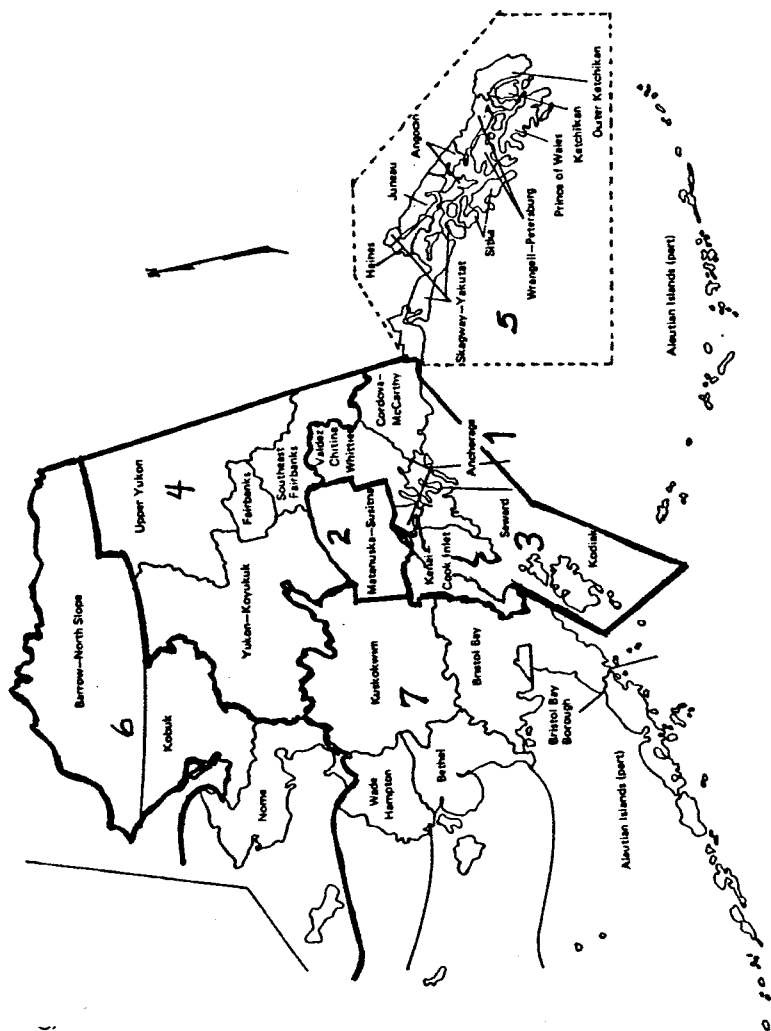 Barrow—North Slope
6
Kobuk
Nome
Upper Yukon
4
Fairbanks
Southeast
Fairbanks
Yukon—Koyukuk
Valdez
Chitina
Whittier
Matanuska—Susitna
2
Cordova—
McCarthy
Anchorage
1
Seward
Kenai
Cook Inlet
3
Kodiak
Kuskokwim
7
Wade
Hampton
Bethel
Bristol Bay
Bristol Bay
Borough
Aleutian Islands (part)
Haines
Juneau
Angoon
Skagway—Yakutat
5
Sitka
Wrangell—Petersburg
Prince of Wales
Ketchikan
Outer Ketchikan
Aleutian Islands (part)